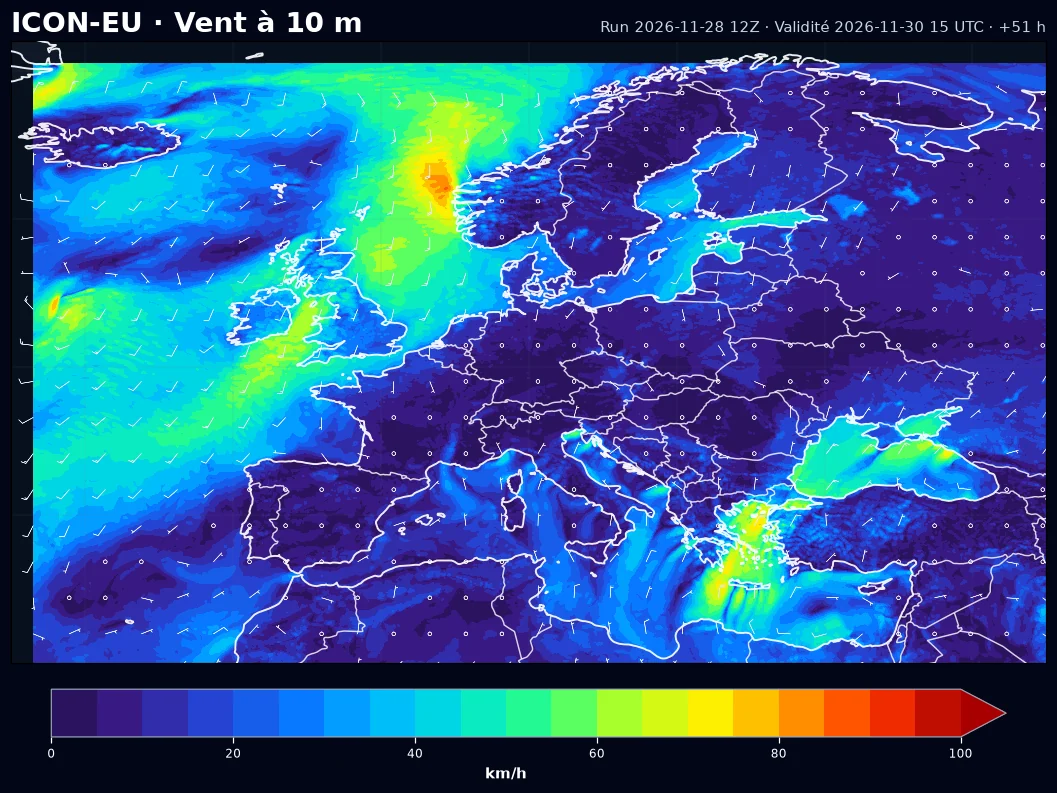 ICON-EU · Vent à 10 m
Run 2026-11-28 12Z · Validité 2026-11-30 15 UTC · +51 h
0 20 40 60 80 100
km/h